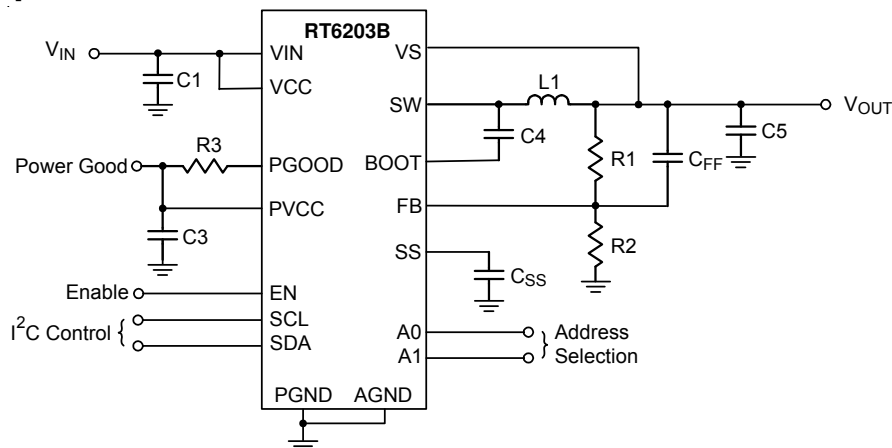 RT6203B
V_IN
VIN
VS
C1
VCC
L1
SW
V_OUT
C4
C5
R3
Power Good
PGOOD
BOOT
R1
C_FF
PVCC
FB
C3
R2
SS
C_SS
Enable
EN
I²C Control {
SCL
SDA
A0
A1
} Address
Selection
PGND
AGND